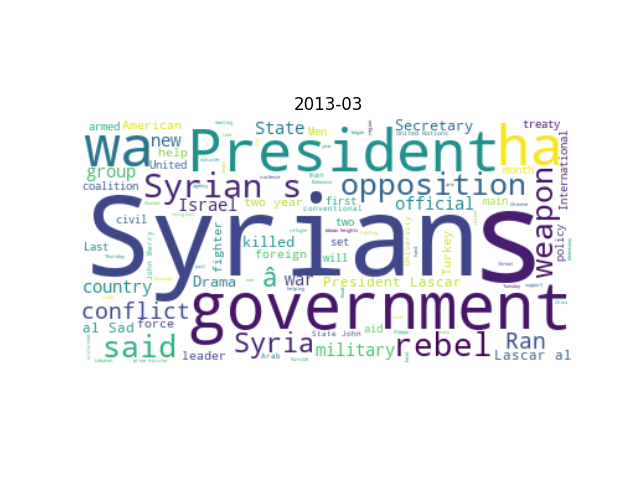 2013-03
armed American new State Men Secretary United Nations treaty
wa President ha
help United group
coalition Syrian s opposition month International
Israel two year first official main Weapon
Syrians
civil two
Last killed set fighter foreign will University Turkey policy
John Kerry
country Drama â war President Lascar
government
conflict
al Sad force State John aid
said leader Syria Arab military rebel Ran
Lascar al
Lebanon prime minister